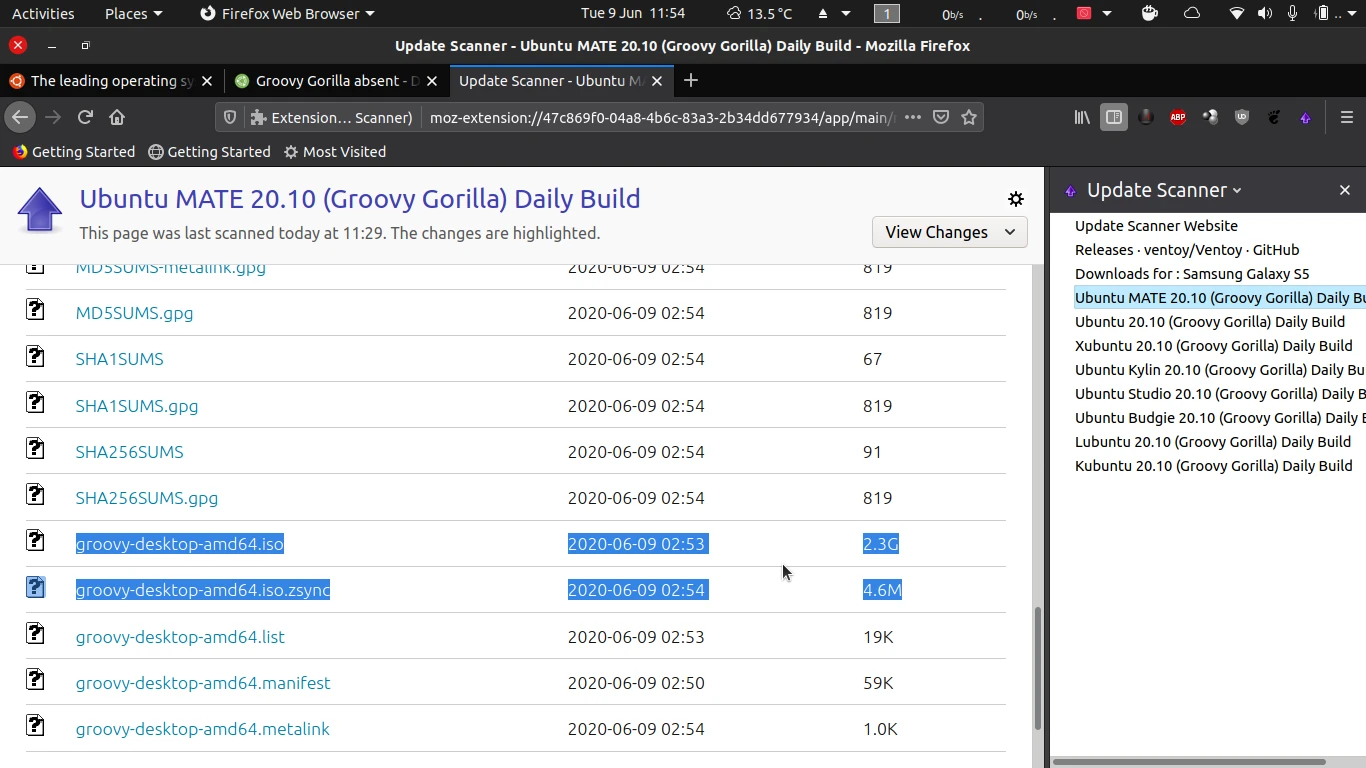 Activities Places Firefox Web Browser Tue 9 Jun 11:54 13.5 °C 1 0b/s . 0b/s . ..
Update Scanner - Ubuntu MATE 20.10 (Groovy Gorilla) Daily Build - Mozilla Firefox
The leading operating sy Groovy Gorilla absent - D Update Scanner - Ubuntu M
Extension... Scanner) moz-extension://47c869f0-04a8-4b6c-83a3-2b34dd677934/app/main/ ABP
Getting Started Getting Started Most Visited
Ubuntu MATE 20.10 (Groovy Gorilla) Daily Build
This page was last scanned today at 11:29. The changes are highlighted.
View Changes
MD5SUMS-metalink.gpg 2020-06-09 02:54 819
MD5SUMS.gpg 2020-06-09 02:54 819
SHA1SUMS 2020-06-09 02:54 67
SHA1SUMS.gpg 2020-06-09 02:54 819
SHA256SUMS 2020-06-09 02:54 91
SHA256SUMS.gpg 2020-06-09 02:54 819
groovy-desktop-amd64.iso 2020-06-09 02:53 2.3G
groovy-desktop-amd64.iso.zsync 2020-06-09 02:54 4.6M
groovy-desktop-amd64.list 2020-06-09 02:53 19K
groovy-desktop-amd64.manifest 2020-06-09 02:50 59K
groovy-desktop-amd64.metalink 2020-06-09 02:54 1.0K
Update Scanner
Update Scanner Website
Releases · ventoy/Ventoy · GitHub
Downloads for : Samsung Galaxy S5
Ubuntu MATE 20.10 (Groovy Gorilla) Daily Bu
Ubuntu 20.10 (Groovy Gorilla) Daily Build
Xubuntu 20.10 (Groovy Gorilla) Daily Build
Ubuntu Kylin 20.10 (Groovy Gorilla) Daily Bu
Ubuntu Studio 20.10 (Groovy Gorilla) Daily B
Ubuntu Budgie 20.10 (Groovy Gorilla) Daily B
Lubuntu 20.10 (Groovy Gorilla) Daily Build
Kubuntu 20.10 (Groovy Gorilla) Daily Build